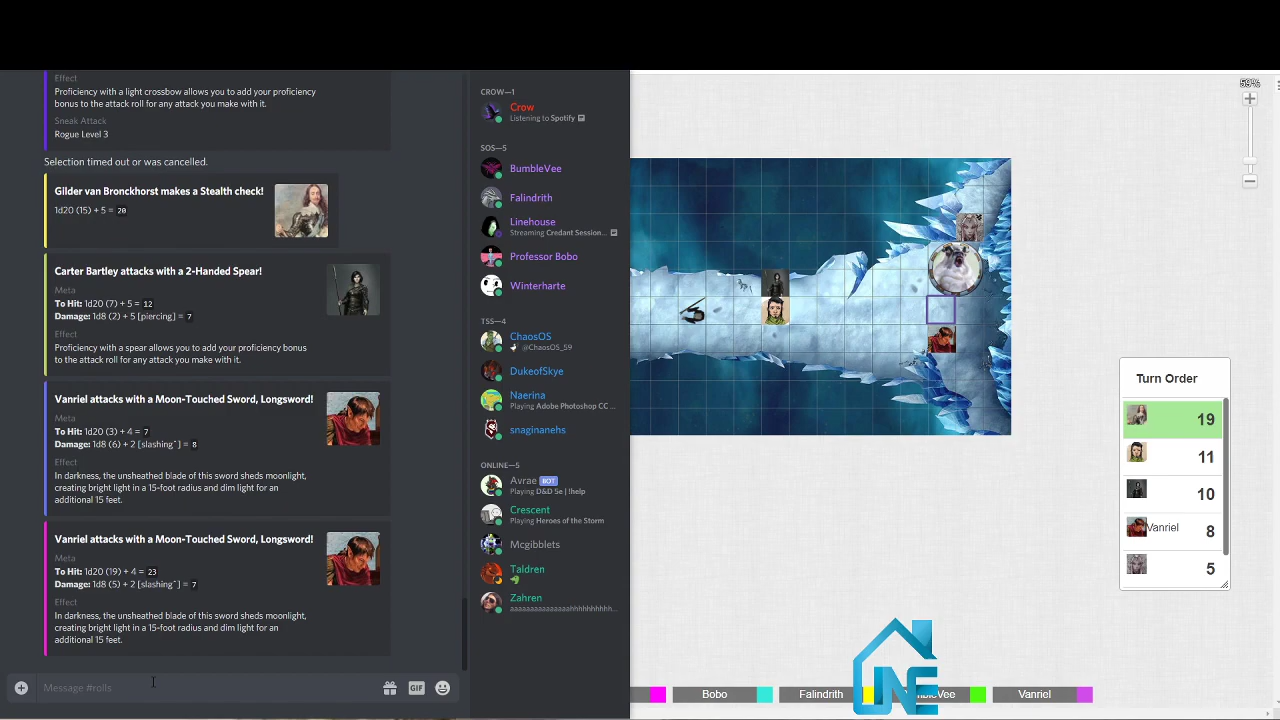 Effect
Proficiency with a light crossbow allows you to add your proficiency
bonus to the attack roll for any attack you make with it.
Sneak Attack
Rogue Level 3
Selection timed out or was cancelled.
Gilder van Bronckhorst makes a Stealth check!
1d20 (15) + 5 = 20
Carter Bartley attacks with a 2-Handed Spear!
Meta
To Hit: 1d20 (7) + 5 = 12
Damage: 1d8 (2) + 5 [piercing] = 7
Effect
Proficiency with a spear allows you to add your proficiency bonus
to the attack roll for any attack you make with it.
Vanriel attacks with a Moon-Touched Sword, Longsword!
Meta
To Hit: 1d20 (3) + 4 = 7
Damage: 1d8 (6) + 2 [slashing^] = 8
Effect
In darkness, the unsheathed blade of this sword sheds moonlight,
creating bright light in a 15-foot radius and dim light for an
additional 15 feet.
Vanriel attacks with a Moon-Touched Sword, Longsword!
Meta
To Hit: 1d20 (19) + 4 = 23
Damage: 1d8 (5) + 2 [slashing^] = 7
Effect
In darkness, the unsheathed blade of this sword sheds moonlight,
creating bright light in a 15-foot radius and dim light for an
additional 15 feet.
Message #rolls
GIF
CROW—1
Crow
Listening to Spotify
SOS—5
BumbleVee
Falindrith
Linehouse
Streaming Credant Session...
Professor Bobo
Winterharte
TSS—4
ChaosOS
@ChaosOS_59
DukeofSkye
Naerina
Playing Adobe Photoshop CC ...
snaginanehs
ONLINE—5
Avrae BOT
Playing D&D 5e | !help
Crescent
Playing Heroes of the Storm
Mcgibblets
Taldren
Zahren
aaaaaaaaaaaaaahhhhhhhhhh...
59%
Turn Order
19
11
10
Vanriel 8
5
Bobo
Falindrith
Vanriel